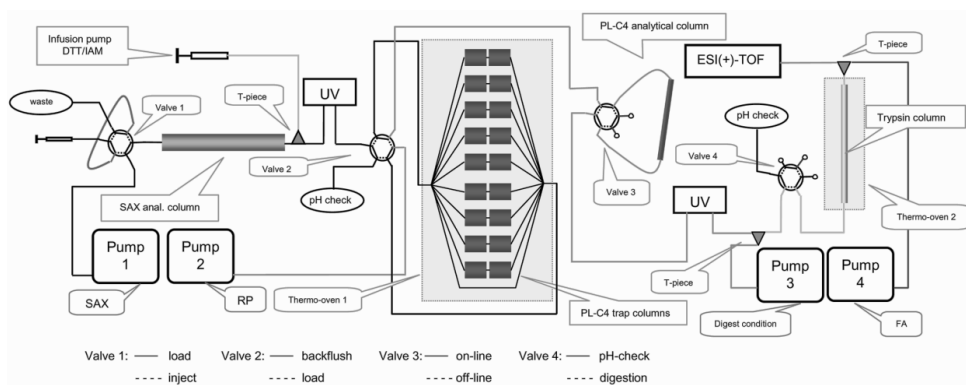 Infusion pump
DTT/IAM
waste
Valve 1
T-piece
UV
Valve 2
pH check
SAX anal. column
Pump
1
Pump
2
SAX
RP
Thermo-oven 1
PL-C4 trap columns
PL-C4 analytical column
Valve 3
ESI(+)-TOF
T-piece
Trypsin column
pH check
Valve 4
UV
Thermo-oven 2
T-piece
Pump
3
Pump
4
Digest condition
FA
Valve 1: load Valve 2: backflush Valve 3: on-line Valve 4: pH-check
inject load off-line digestion